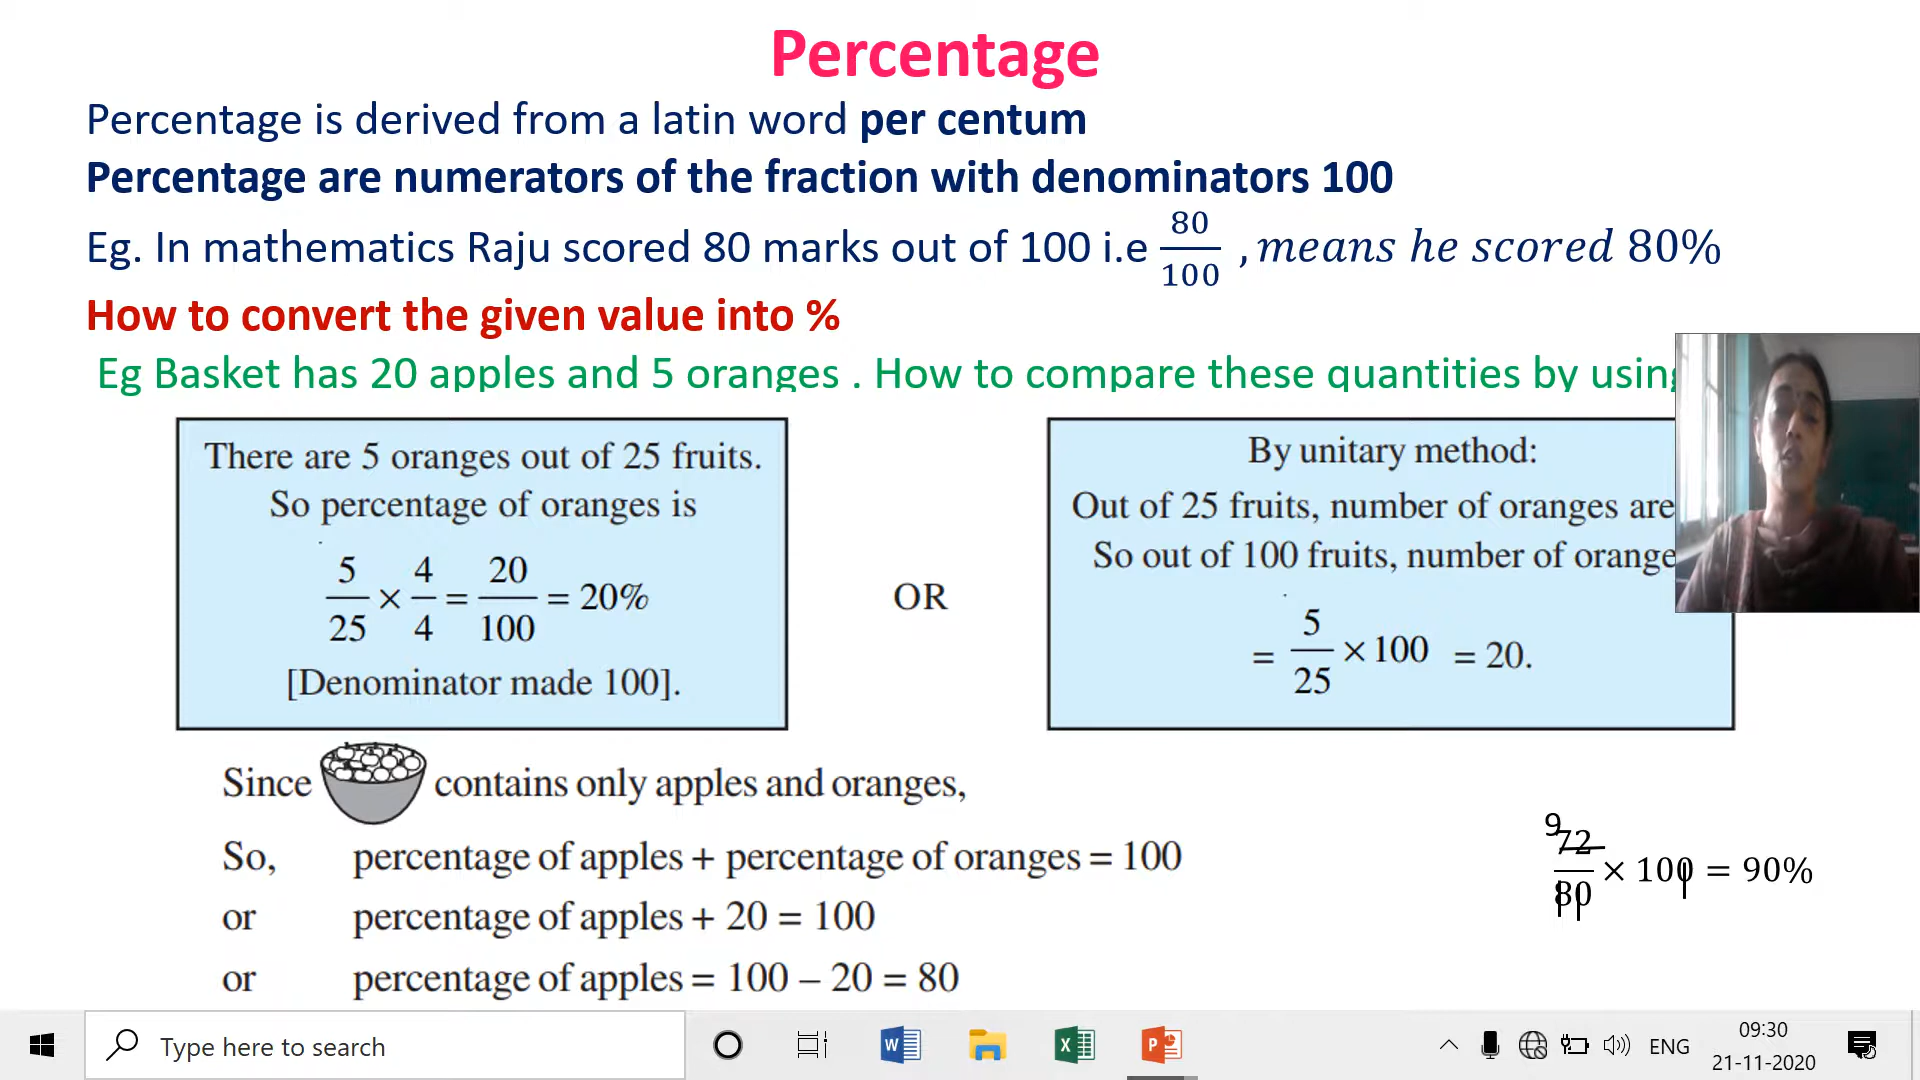 Percentage
Percentage is derived from a latin word per centum
Percentage are numerators of the fraction with denominators 100
Eg. In mathematics Raju scored 80 marks out of 100 i.e 80/100 , means he scored 80%
How to convert the given value into %
Eg Basket has 20 apples and 5 oranges . How to compare these quantities by using
There are 5 oranges out of 25 fruits.
So percentage of oranges is
5/25 × 4/4 = 20/100 = 20%
[Denominator made 100].
OR
By unitary method:
Out of 25 fruits, number of oranges are
So out of 100 fruits, number of orange
= 5/25 × 100 = 20.
Since contains only apples and oranges,
So, percentage of apples + percentage of oranges = 100
or percentage of apples + 20 = 100
or percentage of apples = 100 – 20 = 80
9
72/80 × 100 = 90%
Type here to search
ENG
09:30
21-11-2020